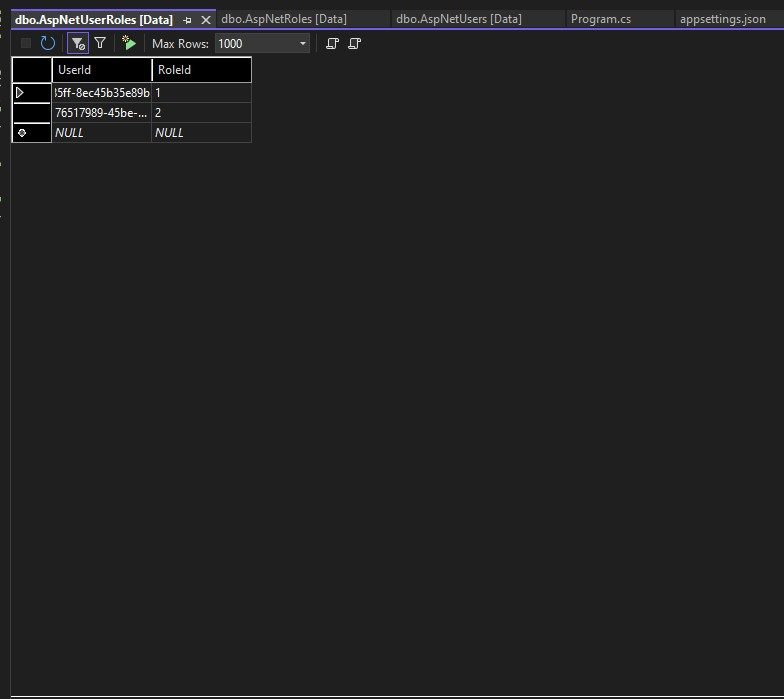 dbo.AspNetUserRoles [Data] dbo.AspNetRoles [Data] dbo.AspNetUsers [Data] Program.cs appsettings.json
Max Rows: 1000
UserId RoleId
35ff-8ec45b35e89b 1
76517989-45be-... 2
NULL NULL